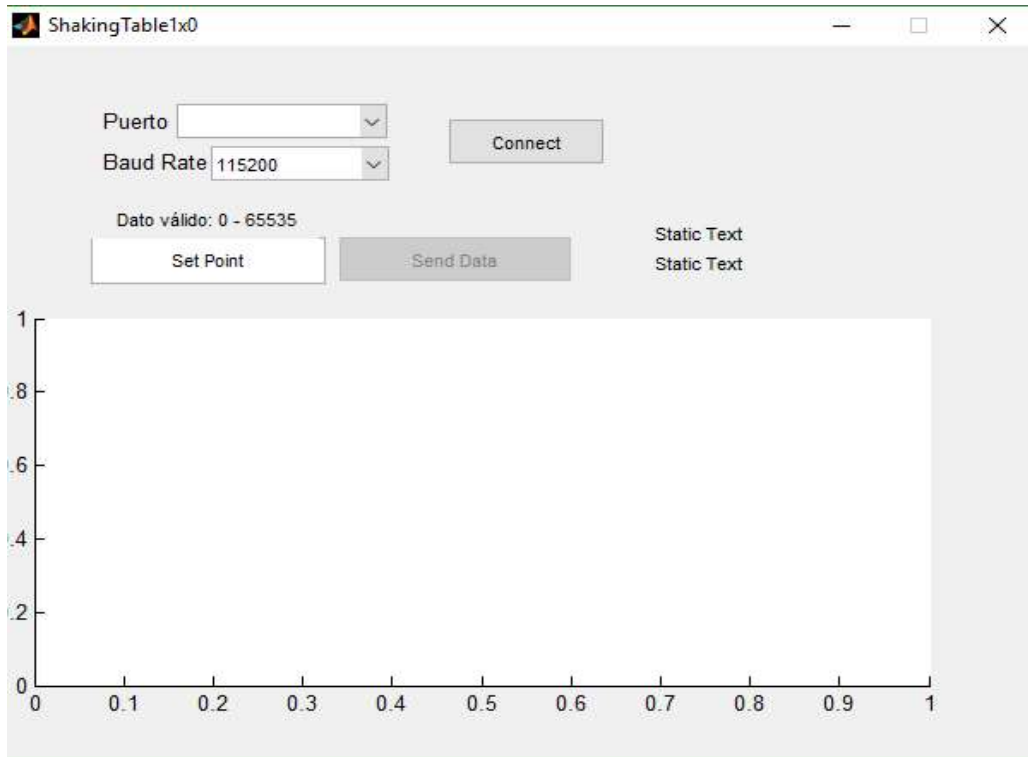 ShakingTable1x0
Puerto
Connect
Baud Rate 115200
Dato válido: 0 - 65535
Set Point
Send Data
Static Text
Static Text
1
.8
.6
.4
.2
0
0 0.1 0.2 0.3 0.4 0.5 0.6 0.7 0.8 0.9 1